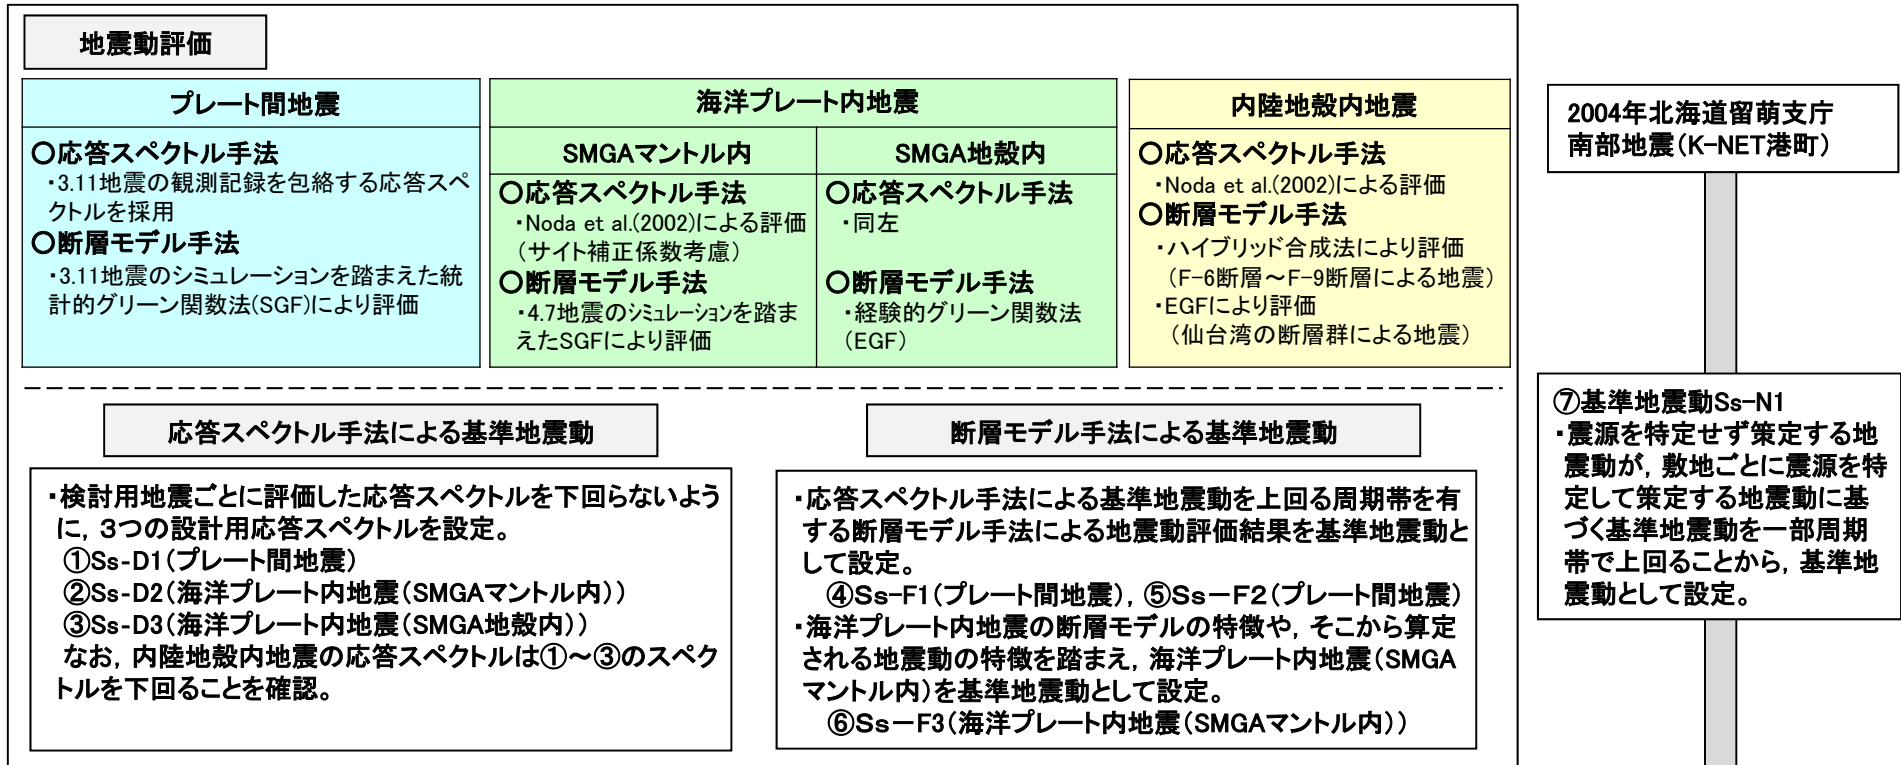 地震動評価
プレート間地震
〇応答スペクトル手法
・3.11地震の観測記録を包絡する応答スペ
クトルを採用
〇断層モデル手法
・3.11地震のシミュレーションを踏まえた統
計的グリーン関数法(SGF)により評価
海洋プレート内地震
SMGAマントル内
〇応答スペクトル手法
・Noda et al.(2002)による評価
（サイト補正係数考慮）
〇断層モデル手法
・4.7地震のシミュレーションを踏ま
えたSGFにより評価
SMGA地殻内
〇応答スペクトル手法
・同左
〇断層モデル手法
・経験的グリーン関数法
（EGF）
内陸地殻内地震
〇応答スペクトル手法
・Noda et al.(2002)による評価
〇断層モデル手法
・ハイブリッド合成法により評価
（F-6断層～F-9断層による地震）
・EGFにより評価
（仙台湾の断層群による地震）
応答スペクトル手法による基準地震動
・検討用地震ごとに評価した応答スペクトルを下回らないよう
に，３つの設計用応答スペクトルを設定。
①Ss-D1（プレート間地震）
②Ss-D2（海洋プレート内地震（SMGAマントル内））
③Ss-D3（海洋プレート内地震（SMGA地殻内））
なお，内陸地殻内地震の応答スペクトルは①～③のスペク
トルを下回ることを確認。
断層モデル手法による基準地震動
・応答スペクトル手法による基準地震動を上回る周期帯を有
する断層モデル手法による地震動評価結果を基準地震動と
して設定。
④Ss-F1（プレート間地震），⑤Ｓｓ－Ｆ２（プレート間地震）
・海洋プレート内地震の断層モデルの特徴や，そこから算定
される地震動の特徴を踏まえ，海洋プレート内地震（SMGA
マントル内）を基準地震動として設定。
⑥Ｓｓ－F3（海洋プレート内地震（SMGAマントル内））
2004年北海道留萌支庁
南部地震（K-NET港町）
⑦基準地震動Ss-N1
・震源を特定せず策定する地
震動が，敷地ごとに震源を特
定して策定する地震動に基
づく基準地震動を一部周期
帯で上回ることから，基準地
震動として設定。